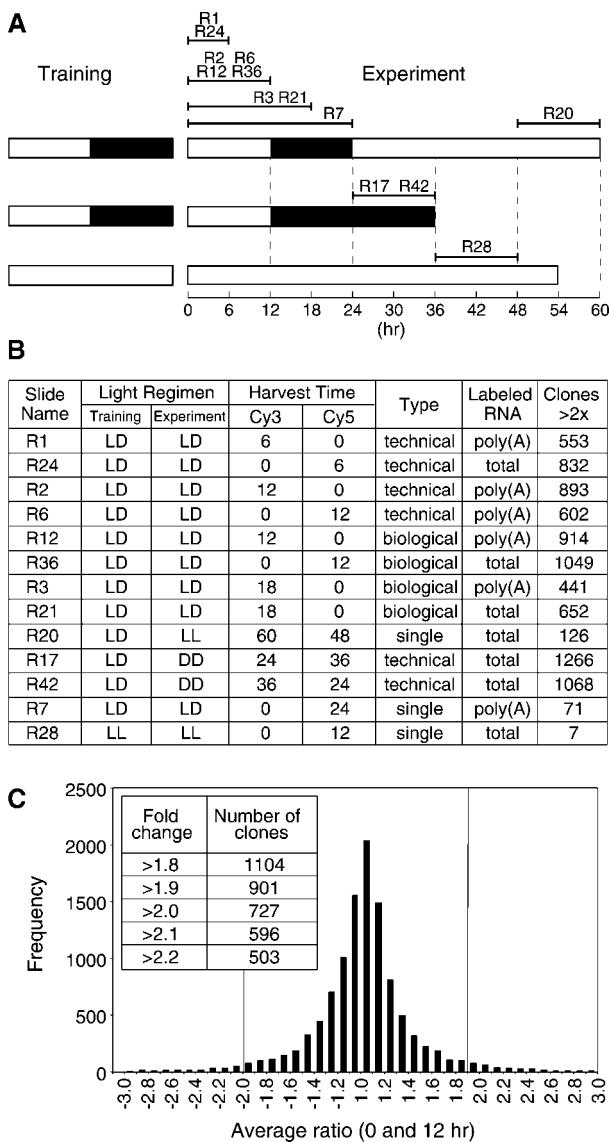 A
R1
R24
R2 R6
Training R12 R36 Experiment
R3 R21
R7 R20
R17 R42
R28
0 6 12 18 24 30 36 42 48 54 60
(hr)
B
Slide Name Light Regimen Harvest Time Type Labeled RNA Clones >2x
Training Experiment Cy3 Cy5
R1 LD LD 6 0 technical poly(A) 553
R24 LD LD 0 6 technical total 832
R2 LD LD 12 0 technical poly(A) 893
R6 LD LD 0 12 technical poly(A) 602
R12 LD LD 12 0 biological poly(A) 914
R36 LD LD 0 12 biological total 1049
R3 LD LD 18 0 biological poly(A) 441
R21 LD LD 18 0 biological total 652
R20 LD LL 60 48 single total 126
R17 LD DD 24 36 technical total 1266
R42 LD DD 36 24 technical total 1068
R7 LD LD 0 24 single poly(A) 71
R28 LL LL 0 12 single total 7
C
2500
2000
1500
1000
500
0
Frequency
Fold change Number of clones
>1.8 1104
>1.9 901
>2.0 727
>2.1 596
>2.2 503
-3.0 -2.8 -2.6 -2.4 -2.2 -2.0 -1.8 -1.6 -1.4 -1.2 1.0 1.2 1.4 1.6 1.8 2.0 2.2 2.4 2.6 2.8 3.0
Average ratio (0 and 12 hr)